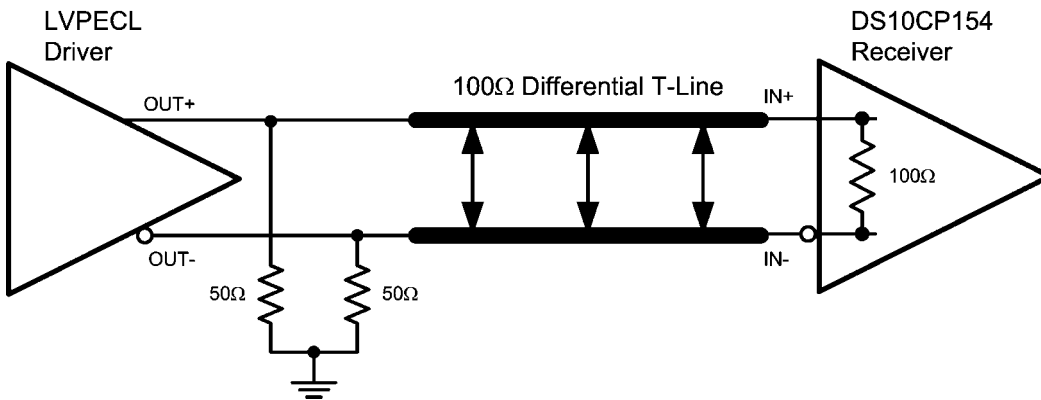 LVPECL
Driver
DS10CP154
Receiver
100Ω Differential T-Line
OUT+
IN+
100Ω
OUT-
IN-
50Ω
50Ω